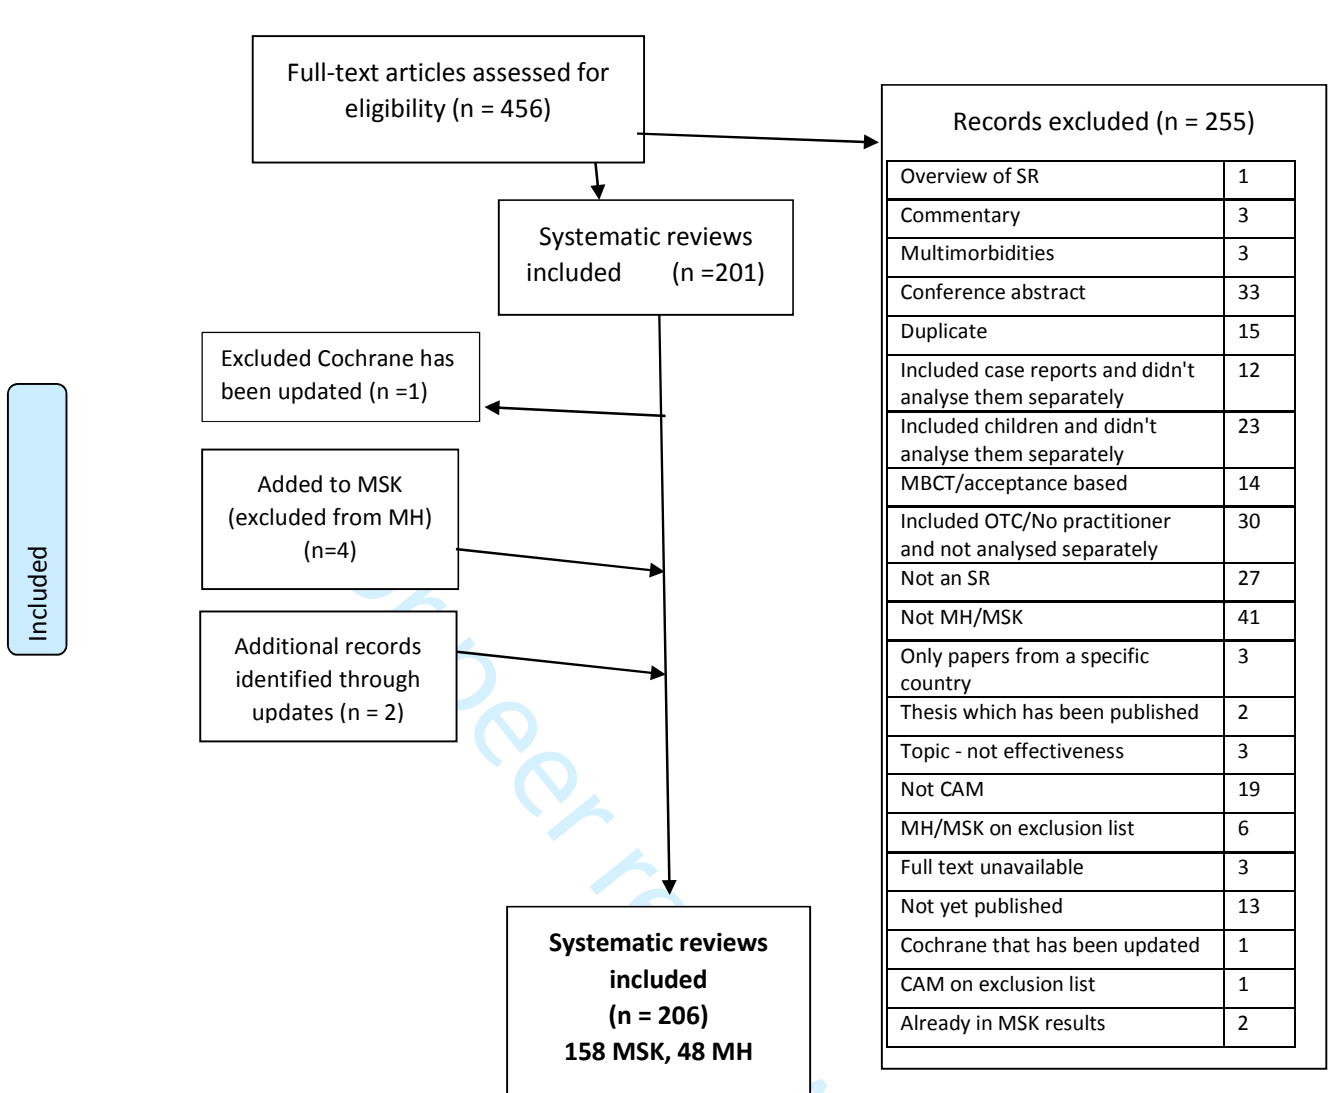 Full-text articles assessed for
eligibility (n = 456)
Records excluded (n = 255)
Overview of SR 1
Commentary 3
Multimorbidities 3
Conference abstract 33
Duplicate 15
Included case reports and didn't 12
analyse them separately
Included children and didn't 23
analyse them separately
MBCT/acceptance based 14
Included OTC/No practitioner 30
and not analysed separately
Not an SR 27
Not MH/MSK 41
Only papers from a specific 3
country
Thesis which has been published 2
Topic - not effectiveness 3
Not CAM 19
MH/MSK on exclusion list 6
Full text unavailable 3
Not yet published 13
Cochrane that has been updated 1
CAM on exclusion list 1
Already in MSK results 2
Systematic reviews
included (n =201)
Excluded Cochrane has
been updated (n =1)
Added to MSK
(excluded from MH)
(n=4)
Additional records
identified through
updates (n = 2)
Included
Systematic reviews
included
(n = 206)
158 MSK, 48 MH
peer